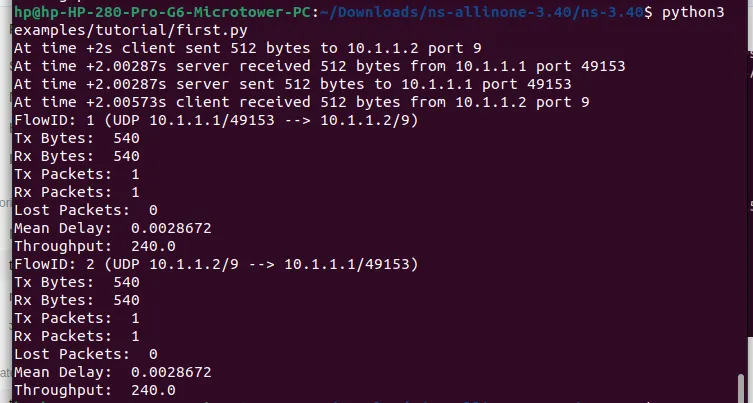 hp@hp-HP-280-Pro-G6-Microtower-PC:~/Downloads/ns-allinone-3.40/ns-3.40$ python3
examples/tutorial/first.py
At time +2s client sent 512 bytes to 10.1.1.2 port 9
At time +2.00287s server received 512 bytes from 10.1.1.1 port 49153
At time +2.00287s server sent 512 bytes to 10.1.1.1 port 49153
At time +2.00573s client received 512 bytes from 10.1.1.2 port 9
FlowID: 1 (UDP 10.1.1.1/49153 --> 10.1.1.2/9)
Tx Bytes:  540
Rx Bytes:  540
Tx Packets:  1
Rx Packets:  1
Lost Packets:  0
Mean Delay:  0.0028672
Throughput:  240.0
FlowID: 2 (UDP 10.1.1.2/9 --> 10.1.1.1/49153)
Tx Bytes:  540
Rx Bytes:  540
Tx Packets:  1
Rx Packets:  1
Lost Packets:  0
Mean Delay:  0.0028672
Throughput:  240.0